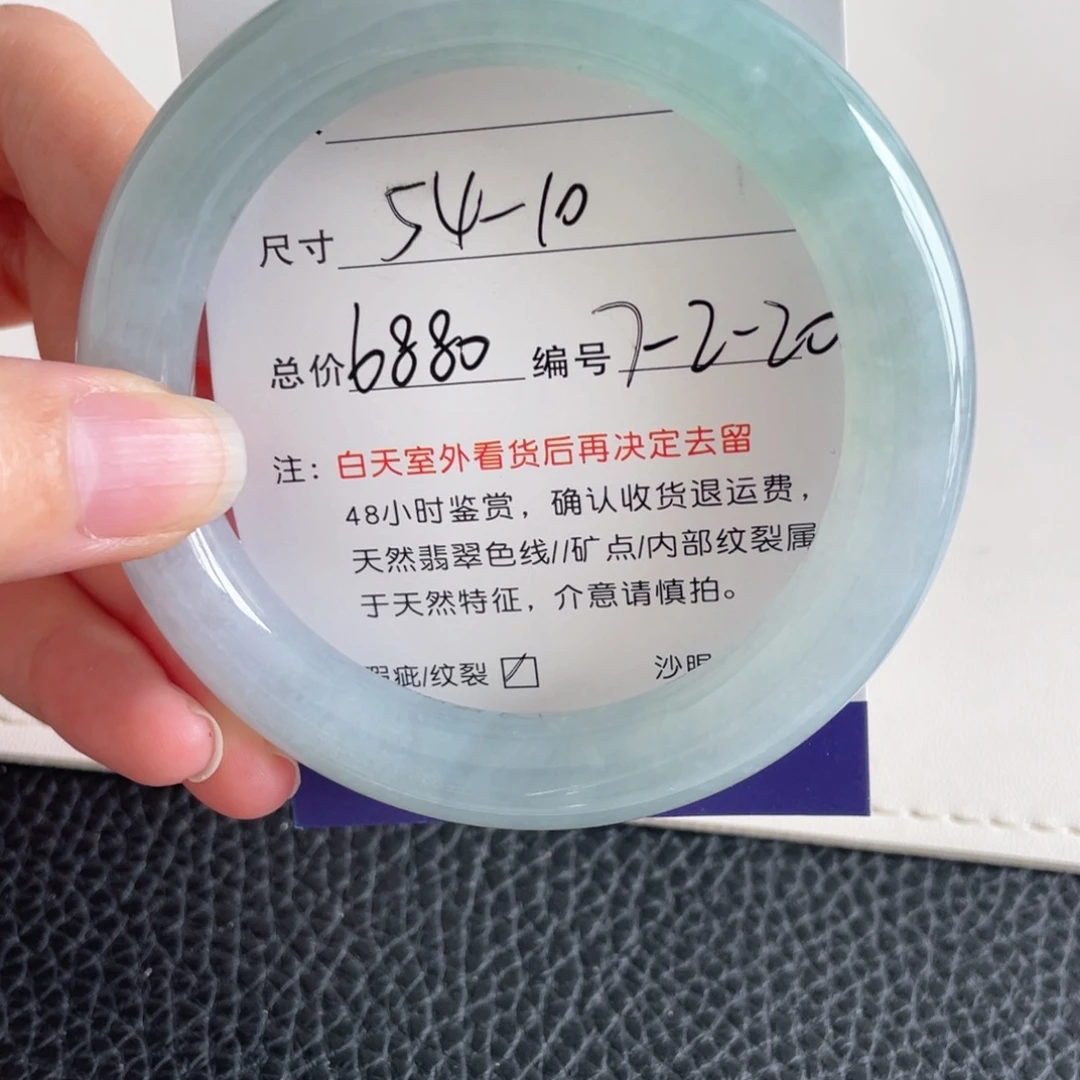 尺寸 54-10
总价 6880 编号 7-2-20
注：白天室外看货后再决定去留
48小时鉴赏，确认收货退运费，
天然翡翠色线//矿点/内部纹裂属
于天然特征，介意请慎拍。
瑕疵/纹裂 沙眼